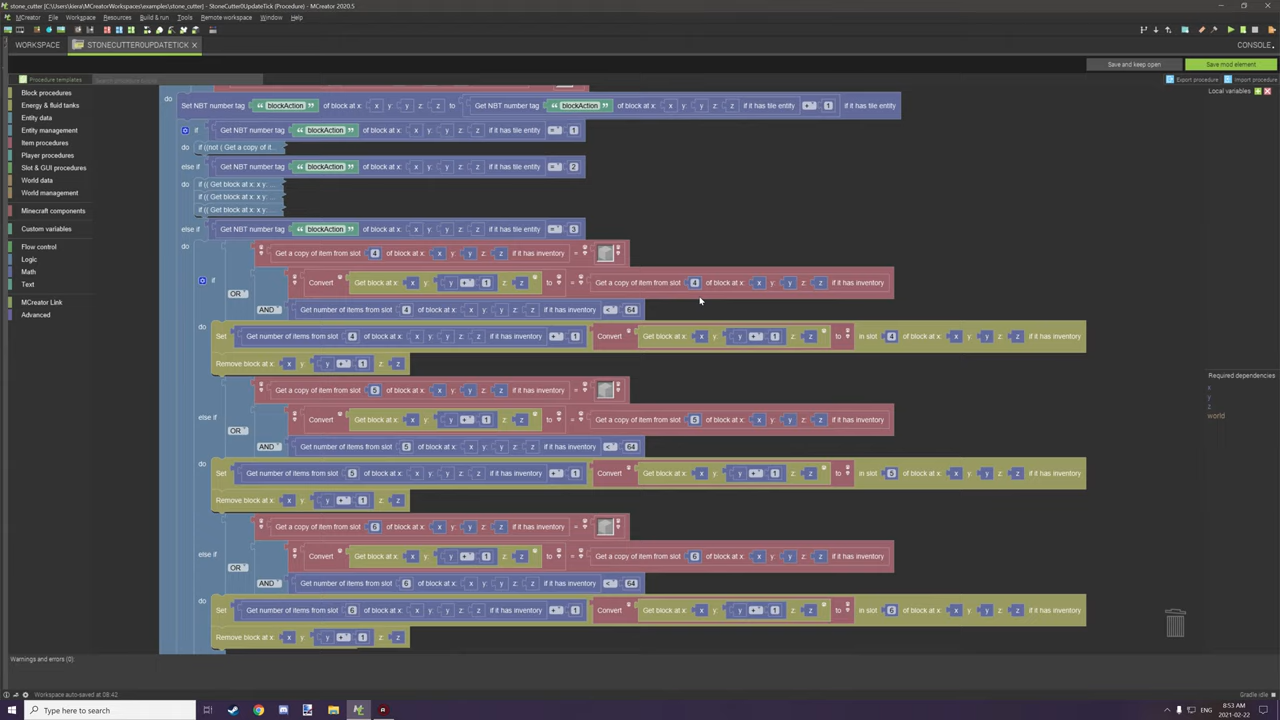 stone_cutter [C:\Users\kiera\MCreatorWorkspaces\examples\stone_cutter] - StoneCutter0UpdateTick (Procedure) - MCreator 2020.5
MCreator File Workspace Resources Build & run Tools Remote workspace Window Help
WORKSPACE STONECUTTER0UPDATETICK × CONSOLE
Save and keep open Save mod element
Procedure templates Search procedure blocks Export procedure Import procedure
Block procedures
Energy & fluid tanks
Entity data
Entity management
Item procedures
Player procedures
Slot & GUI procedures
World data
World management
Minecraft components
Custom variables
Flow control
Logic
Math
Text
MCreator Link
Advanced
do
Set NBT number tag “ blockAction ” of block at x: x y: y z: z to Get NBT number tag “ blockAction ” of block at x: x y: y z: z if it has tile entity + 1 if it has tile entity
if Get NBT number tag “ blockAction ” of block at x: x y: y z: z if it has tile entity = 1
do if ((not ( Get a copy of it...
else if Get NBT number tag “ blockAction ” of block at x: x y: y z: z if it has tile entity = 2
do if (( Get block at x: x y: ...
if (( Get block at x: x y: ...
if (( Get block at x: x y: ...
else if Get NBT number tag “ blockAction ” of block at x: x y: y z: z if it has tile entity = 3
do Get a copy of item from slot 4 of block at x: x y: y z: z if it has inventory =
if OR Convert Get block at x: x y: y + 1 z: z to = Get a copy of item from slot 4 of block at x: x y: y z: z if it has inventory
AND Get number of items from slot 4 of block at x: x y: y z: z if it has inventory < 64
do Set Get number of items from slot 4 of block at x: x y: y z: z if it has inventory + 1 Convert Get block at x: x y: y + 1 z: z to in slot 4 of block at x: x y: y z: z if it has inventory
Remove block at x: x y: y + 1 z: z
Get a copy of item from slot 5 of block at x: x y: y z: z if it has inventory =
else if OR Convert Get block at x: x y: y + 1 z: z to = Get a copy of item from slot 5 of block at x: x y: y z: z if it has inventory
AND Get number of items from slot 5 of block at x: x y: y z: z if it has inventory < 64
do Set Get number of items from slot 5 of block at x: x y: y z: z if it has inventory + 1 Convert Get block at x: x y: y + 1 z: z to in slot 5 of block at x: x y: y z: z if it has inventory
Remove block at x: x y: y + 1 z: z
Get a copy of item from slot 6 of block at x: x y: y z: z if it has inventory =
else if OR Convert Get block at x: x y: y + 1 z: z to = Get a copy of item from slot 6 of block at x: x y: y z: z if it has inventory
AND Get number of items from slot 6 of block at x: x y: y z: z if it has inventory < 64
do Set Get number of items from slot 6 of block at x: x y: y z: z if it has inventory + 1 Convert Get block at x: x y: y + 1 z: z to in slot 6 of block at x: x y: y z: z if it has inventory
Remove block at x: x y: y + 1 z: z
Local variables
Required dependencies
x
y
z
world
Warnings and errors (0)
Workspace auto-saved at 08:42 Gradle idle
Type here to search ENG 8:53 AM
2021-02-22